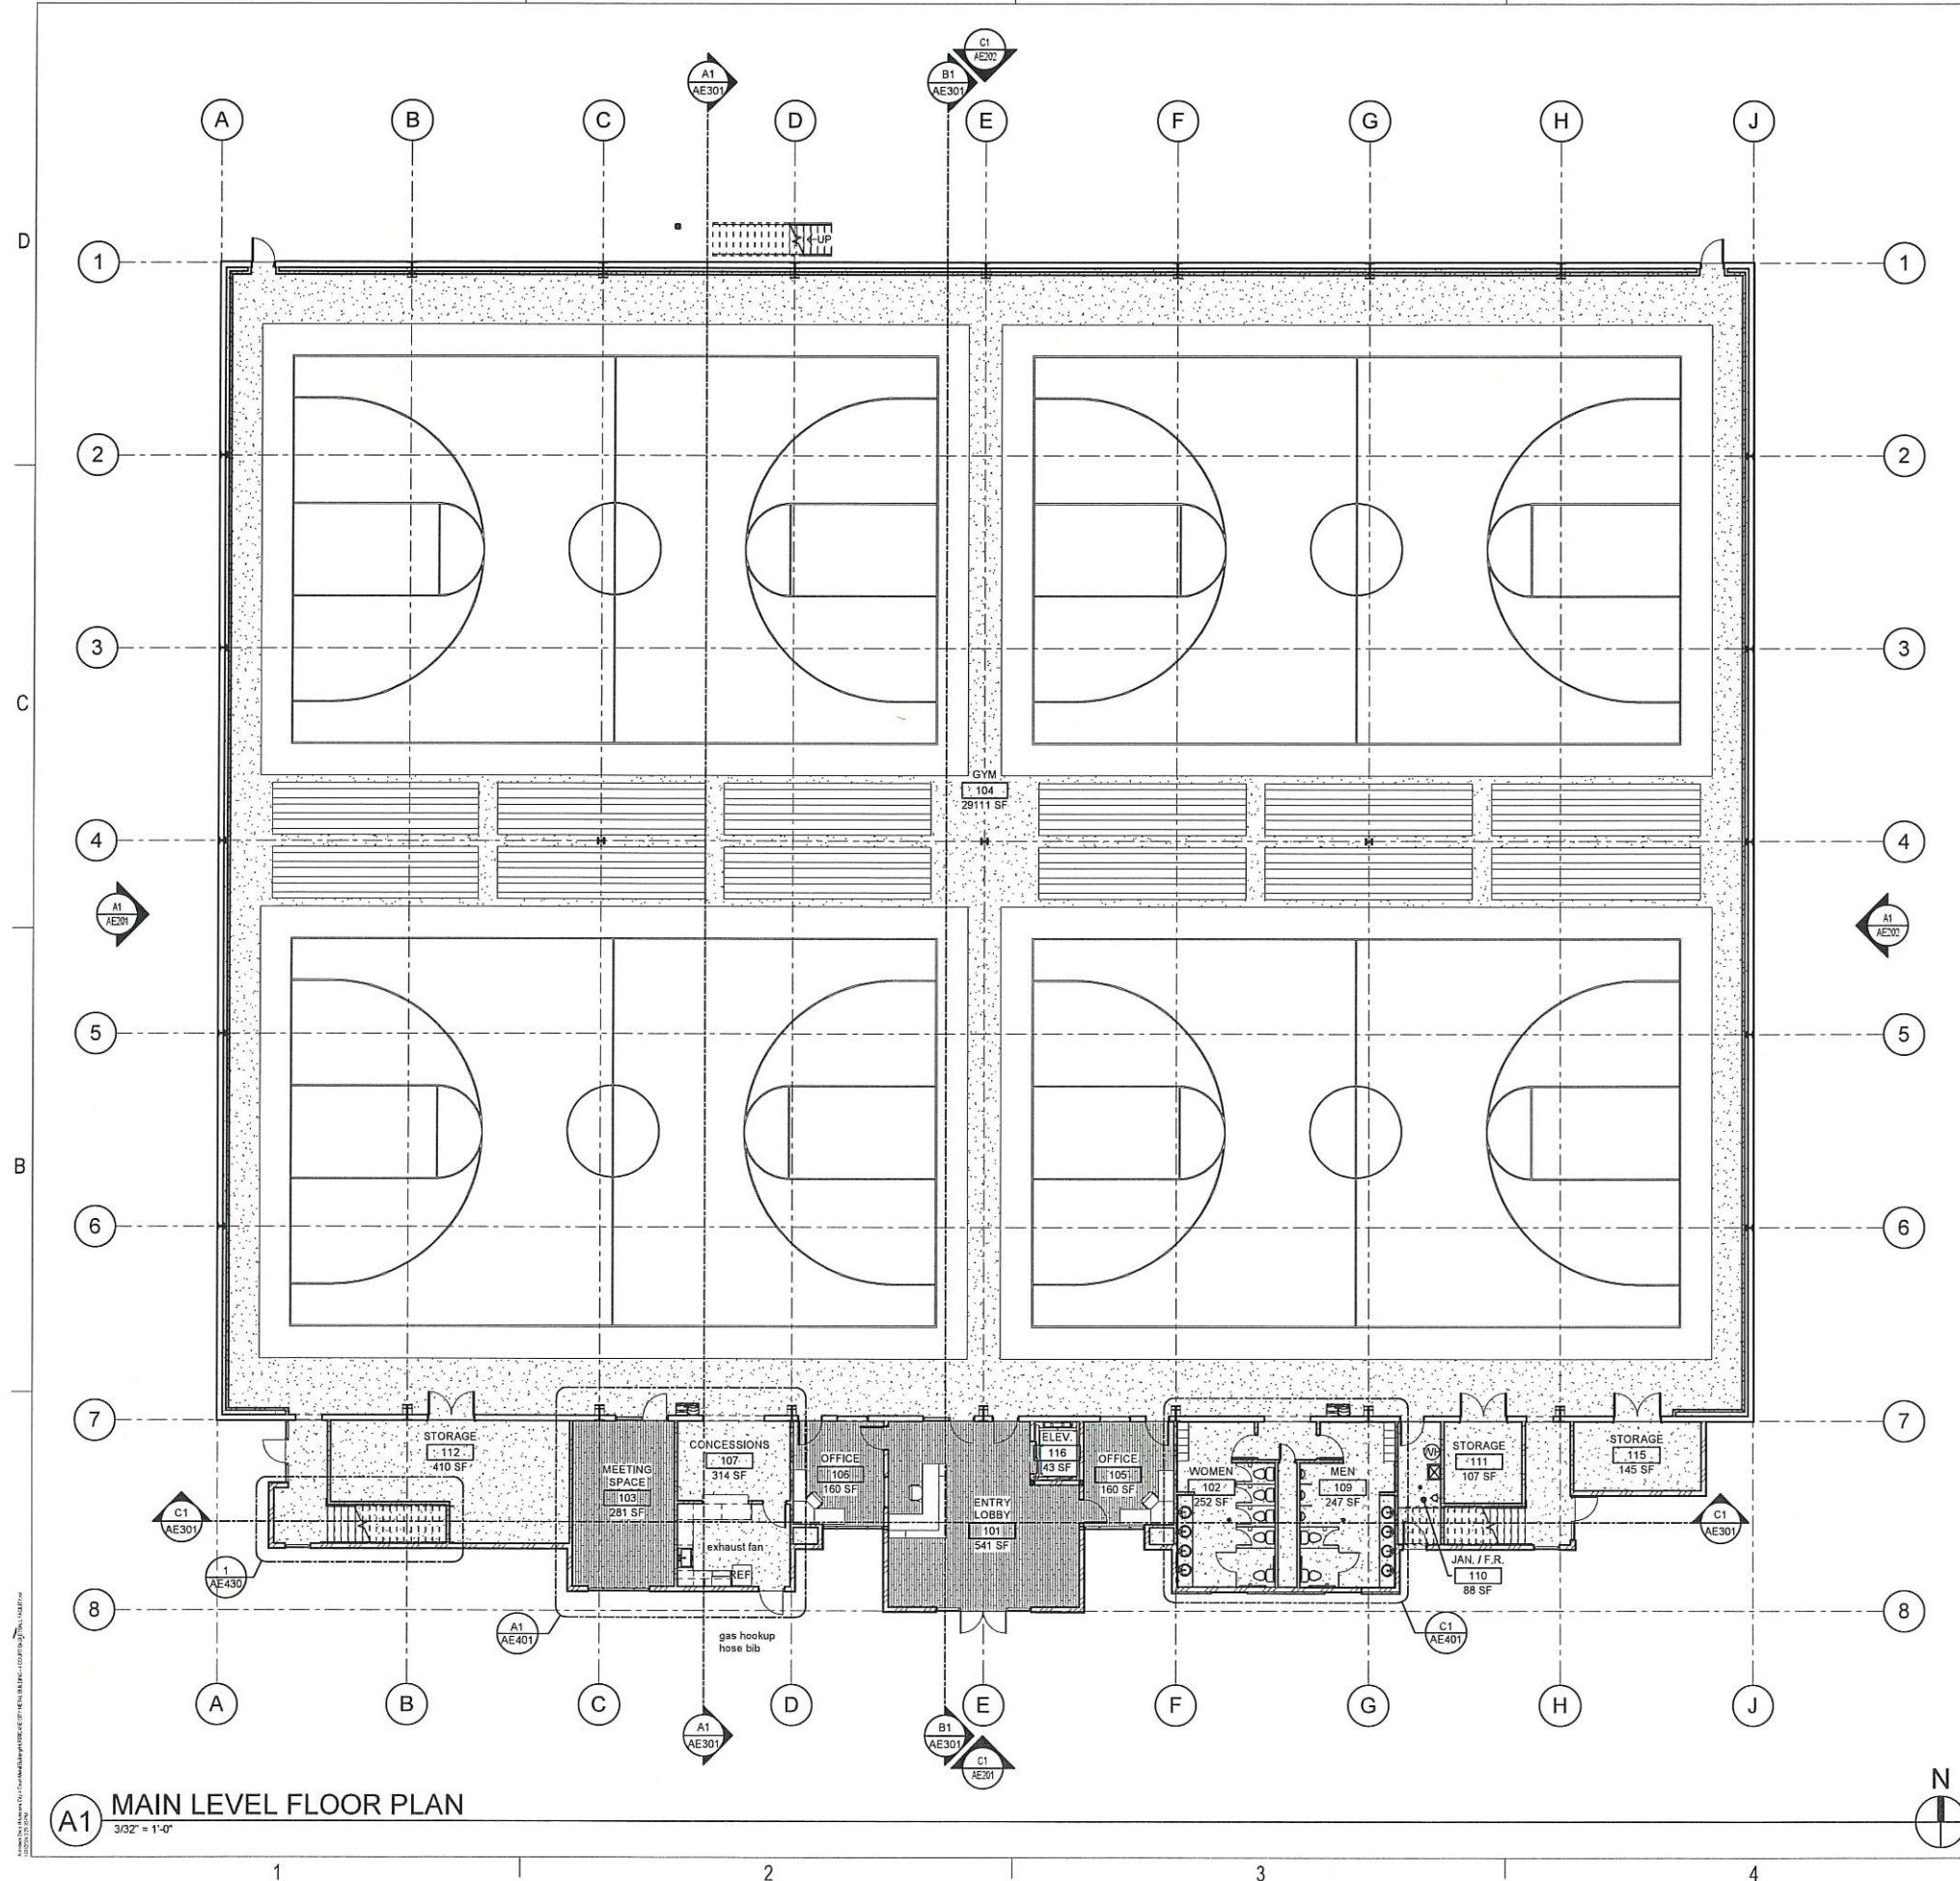 C1
AE202
A1
AE301
B1
AE301
A
B
C
D
E
F
G
H
J
D
UP
1
1
2
2
C
3
3
GYM
104
29111 SF
4
4
A1
AE201
A1
AE202
5
5
B
6
6
7
7
STORAGE
112
410 SF
MEETING
SPACE
103
281 SF
CONCESSIONS
107
314 SF
exhaust fan
REF.
OFFICE
106
160 SF
ENTRY
LOBBY
101
541 SF
ELEV.
116
43 SF
OFFICE
105
160 SF
WOMEN
102
252 SF
MEN
109
247 SF
WH
STORAGE
111
107 SF
STORAGE
115
145 SF
JAN. / F.R.
110
88 SF
C1
AE301
C1
AE301
1
AE430
8
8
A1
AE401
gas hookup
hose bib
C1
AE401
A
B
C
D
E
F
G
H
J
A1
AE301
B1
AE301
C1
AE201
A1
MAIN LEVEL FLOOR PLAN
3/32" = 1'-0"
N
1
2
3
4